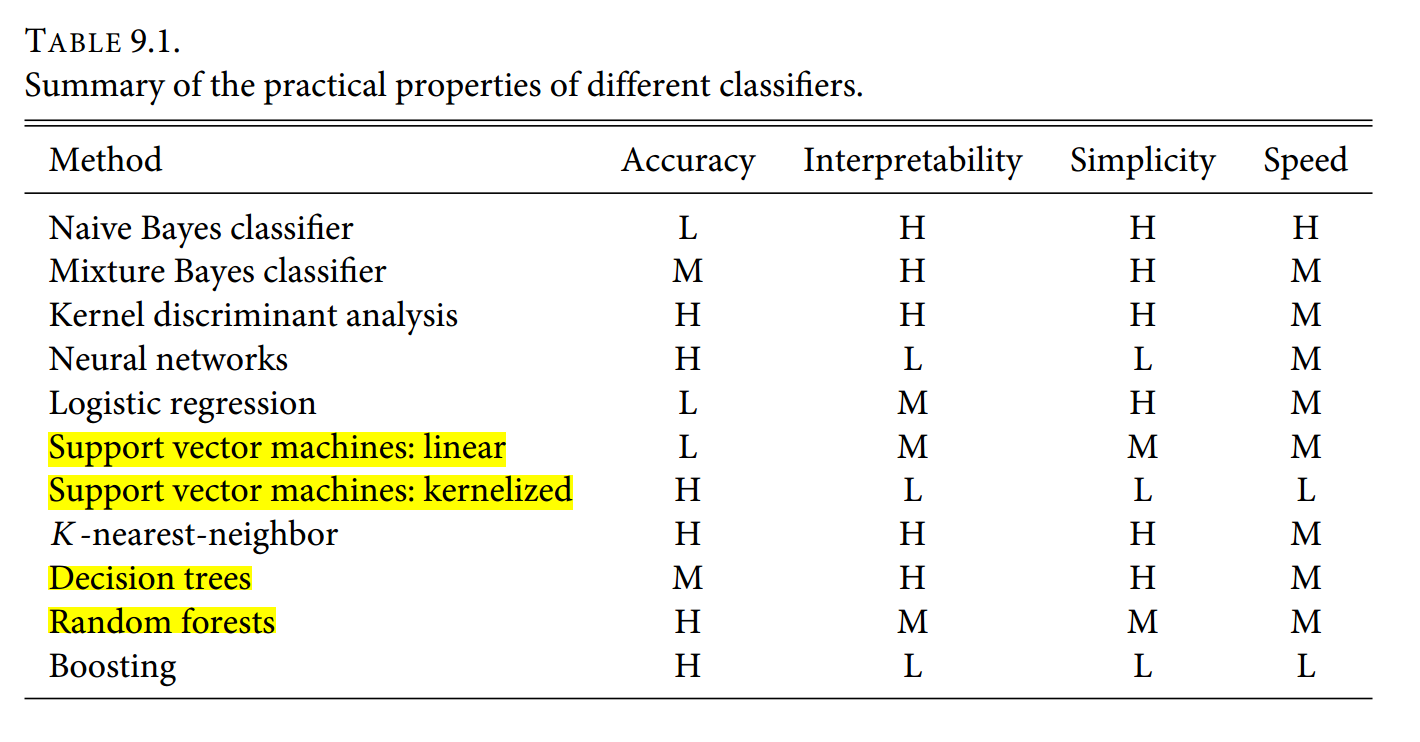 TABLE 9.1.
Summary of the practical properties of different classifiers.
Method Accuracy Interpretability Simplicity Speed
Naive Bayes classifier L H H H
Mixture Bayes classifier M H H M
Kernel discriminant analysis H H H M
Neural networks H L L M
Logistic regression L M H M
Support vector machines: linear L M M M
Support vector machines: kernelized H L L L
K-nearest-neighbor H H H M
Decision trees M H H M
Random forests H M M M
Boosting H L L L